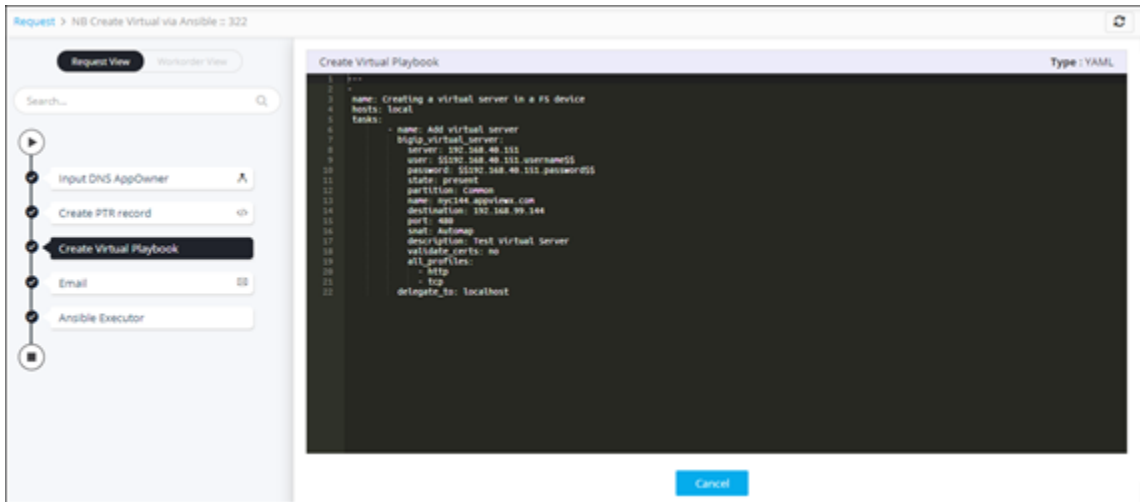 Request > NB Create Virtual via Ansible :: 322
Request View
Workorder View
Search...
Input DNS AppOwner
Create PTR record
Create Virtual Playbook
Email
Ansible Executor
Create Virtual Playbook
Type : YAML
1 ---
2 -
3 name: Creating a virtual server in a F5 device
4 hosts: local
5 tasks:
6 - name: Add virtual server
7 bigip_virtual_server:
8 server: 192.168.40.151
9 user: $$192.168.40.151.username$$
10 password: $$192.168.40.151.password$$
11 state: present
12 partition: Common
13 name: nyc144.appviewx.com
14 destination: 192.168.99.144
15 port: 480
16 snat: Automap
17 description: Test Virtual Server
18 validate_certs: no
19 all_profiles:
20 - http
21 - tcp
22 delegate_to: localhost
Cancel